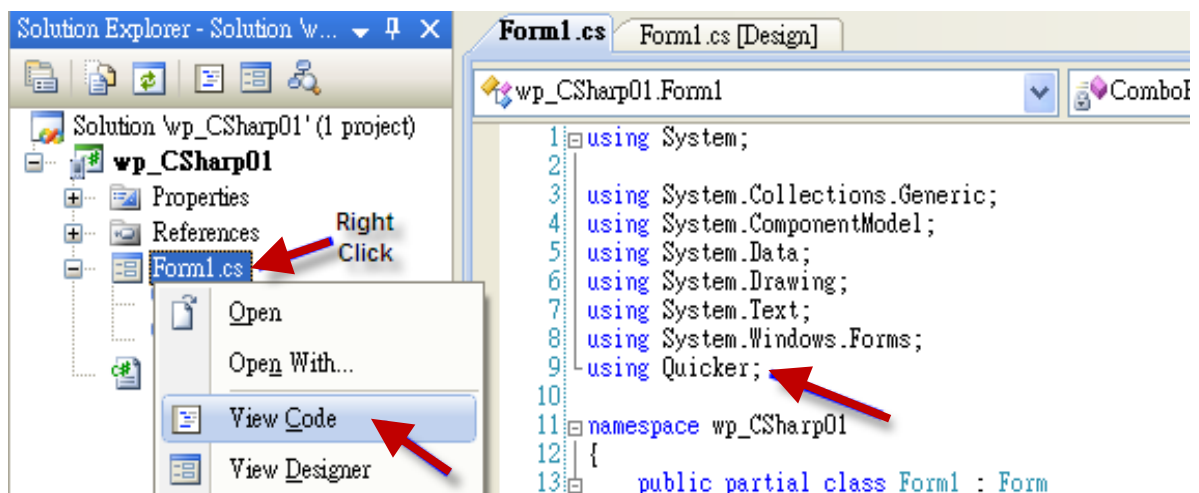 Solution Explorer - Solution 'w...
Solution 'wp_CSharp01' (1 project)
wp_CSharp01
Properties
References
Form1.cs
Right
Click
Open
Open With...
View Code
View Designer
Form1.cs
Form1.cs [Design]
wp_CSharp01.Form1
1 using System;
2
3 using System.Collections.Generic;
4 using System.ComponentModel;
5 using System.Data;
6 using System.Drawing;
7 using System.Text;
8 using System.Windows.Forms;
9 using Quicker;
10
11 namespace wp_CSharp01
12 {
13 public partial class Form1 : Form